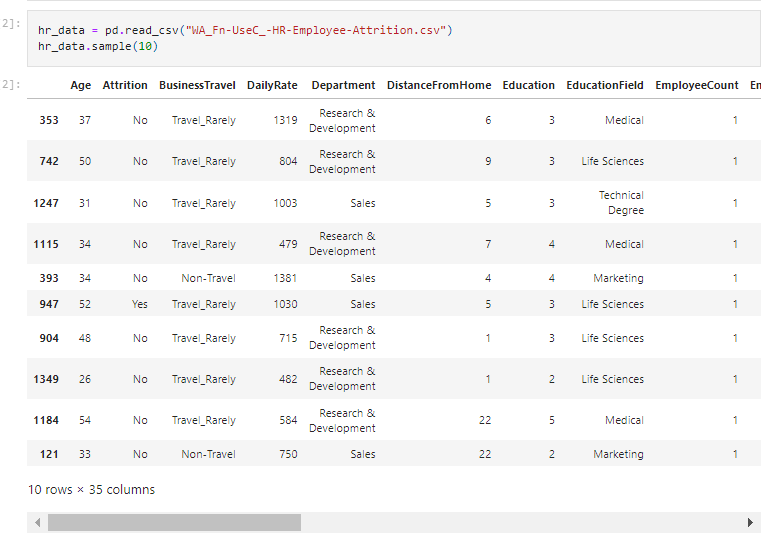 2]:
hr_data = pd.read_csv("WA_Fn-UseC_-HR-Employee-Attrition.csv")
hr_data.sample(10)
2]:
Age Attrition BusinessTravel DailyRate Department DistanceFromHome Education EducationField EmployeeCount En
353 37 No Travel_Rarely 1319 Research & Development 6 3 Medical 1
742 50 No Travel_Rarely 804 Research & Development 9 3 Life Sciences 1
1247 31 No Travel_Rarely 1003 Sales 5 3 Technical Degree 1
1115 34 No Travel_Rarely 479 Research & Development 7 4 Medical 1
393 34 No Non-Travel 1381 Sales 4 4 Marketing 1
947 52 Yes Travel_Rarely 1030 Sales 5 3 Life Sciences 1
904 48 No Travel_Rarely 715 Research & Development 1 3 Life Sciences 1
1349 26 No Travel_Rarely 482 Research & Development 1 2 Life Sciences 1
1184 54 No Travel_Rarely 584 Research & Development 22 5 Medical 1
121 33 No Non-Travel 750 Sales 22 2 Marketing 1
10 rows × 35 columns